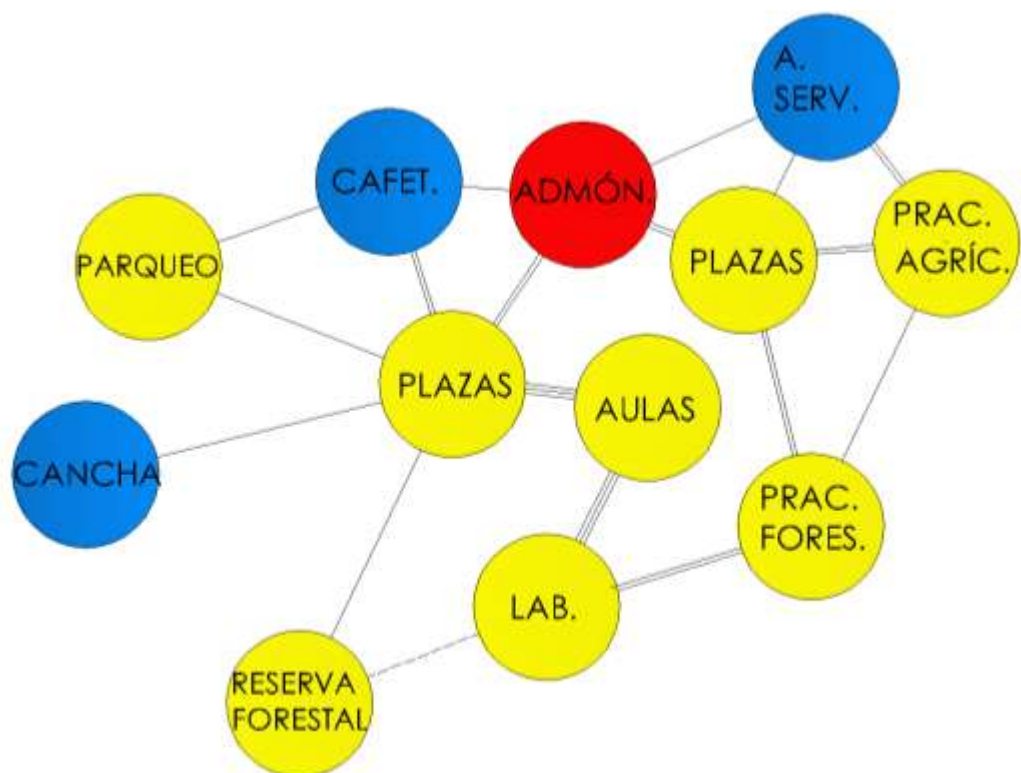 A.
SERV.
CAFET.
ADMÓN.
PRAC.
AGRÍC.
PARQUEO
PLAZAS
PLAZAS
AULAS
CANCHA
PRAC.
FORES.
LAB.
RESERVA
FORESTAL